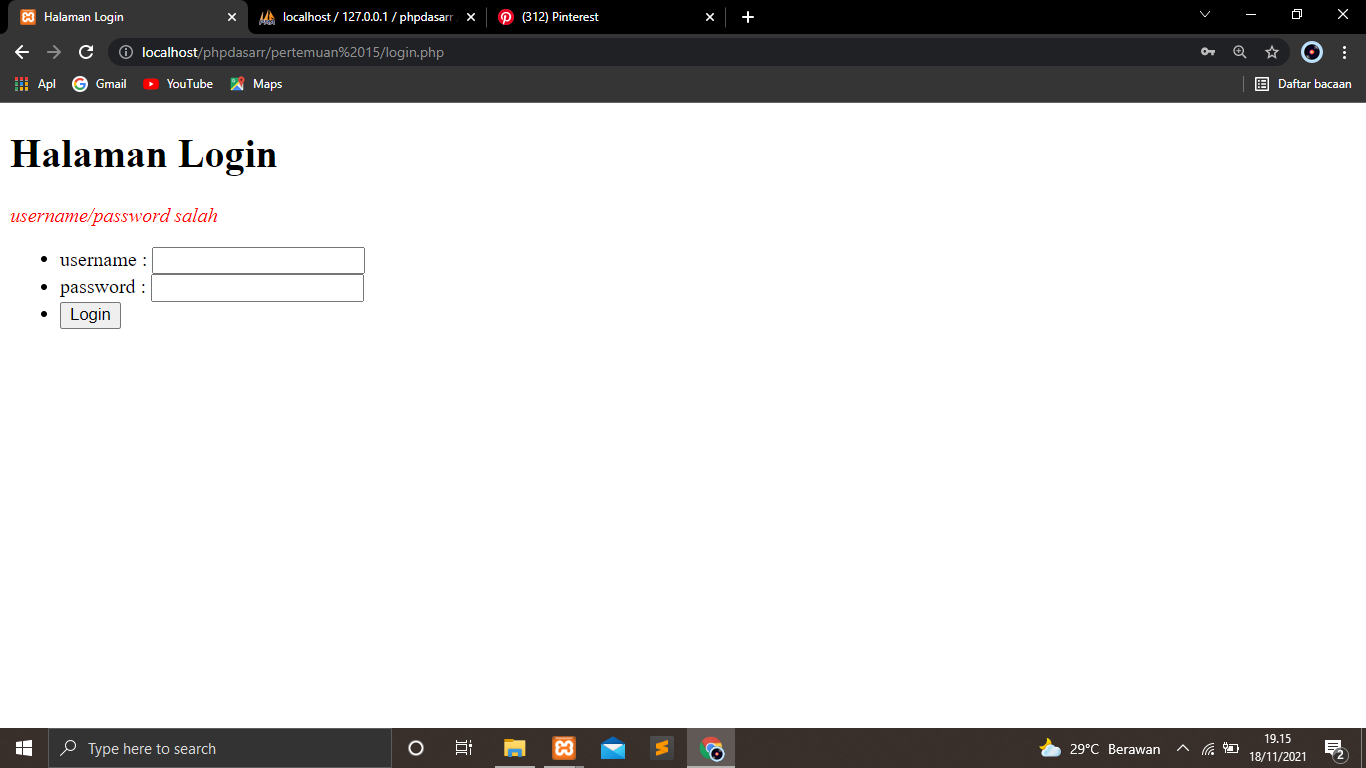 Halaman Login
localhost / 127.0.0.1 / phpdasarr
(312) Pinterest
localhost/phpdasarr/pertemuan%2015/login.php
Apl Gmail YouTube Maps Daftar bacaan
Halaman Login
username/password salah
username :
password :
Login
Type here to search
29°C Berawan
19.15
18/11/2021
2